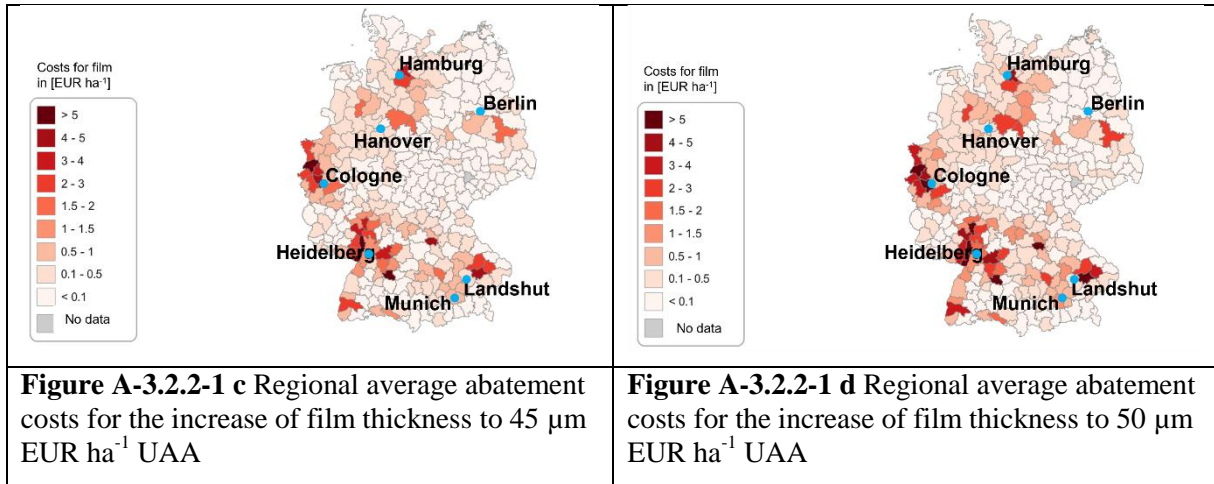 Costs for film
in [EUR ha⁻¹]
> 5
4 - 5
3 - 4
2 - 3
1.5 - 2
1 - 1.5
0.5 - 1
0.1 - 0.5
< 0.1
No data
Hamburg
Berlin
Hanover
Cologne
Heidelberg
Landshut
Munich
Figure A-3.2.2-1 c Regional average abatement
costs for the increase of film thickness to 45 µm
EUR ha⁻¹ UAA
Costs for film
in [EUR ha⁻¹]
> 5
4 - 5
3 - 4
2 - 3
1.5 - 2
1 - 1.5
0.5 - 1
0.1 - 0.5
< 0.1
No data
Hamburg
Berlin
Hanover
Cologne
Heidelberg
Landshut
Munich
Figure A-3.2.2-1 d Regional average abatement
costs for the increase of film thickness to 50 µm
EUR ha⁻¹ UAA